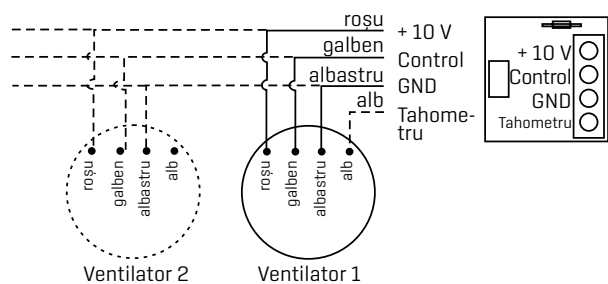 roșu
+ 10 V
galben
Control
albastru
GND
alb
Tahome-
tru
+ 10 V
Control
GND
Tahometru
roșu
galben
albastru
alb
roșu
galben
albastru
alb
Ventilator 2
Ventilator 1